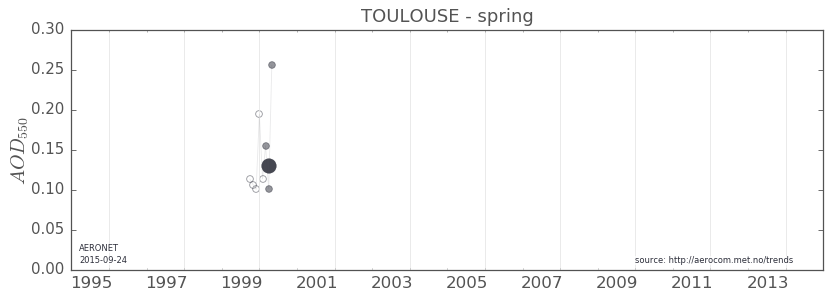 TOULOUSE - spring
0.30
0.25
0.20
0.15
0.10
0.05
0.00
AOD550
AERONET
2015-09-24
source: http://aerocom.met.no/trends
1995 1997 1999 2001 2003 2005 2007 2009 2011 2013